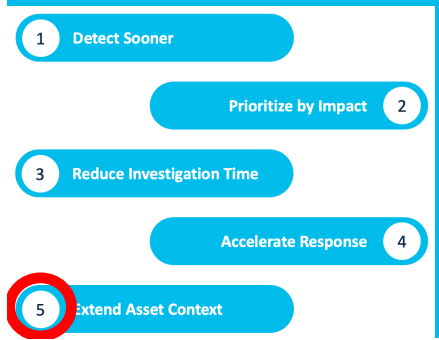 1 Detect Sooner
Prioritize by Impact 2
3 Reduce Investigation Time
Accelerate Response 4
5 Extend Asset Context